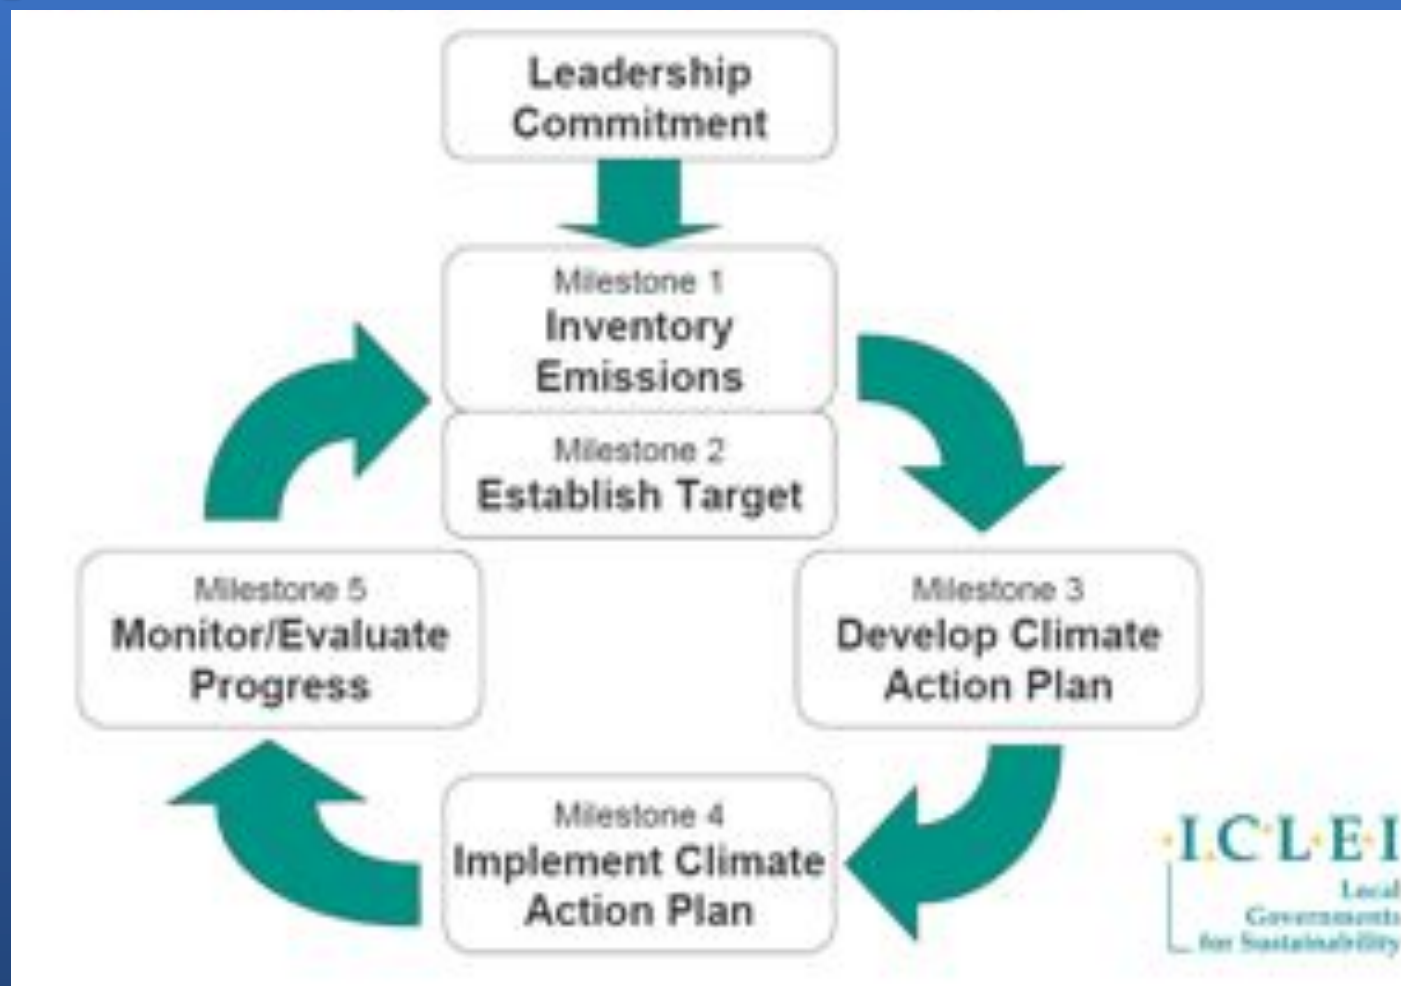 Leadership
Commitment
Milestone 1
Inventory
Emissions
Milestone 2
Establish Target
Milestone 3
Develop Climate
Action Plan
Milestone 4
Implement Climate
Action Plan
Milestone 5
Monitor/Evaluate
Progress
I.C.L.E.I
Local
Governments
for Sustainability